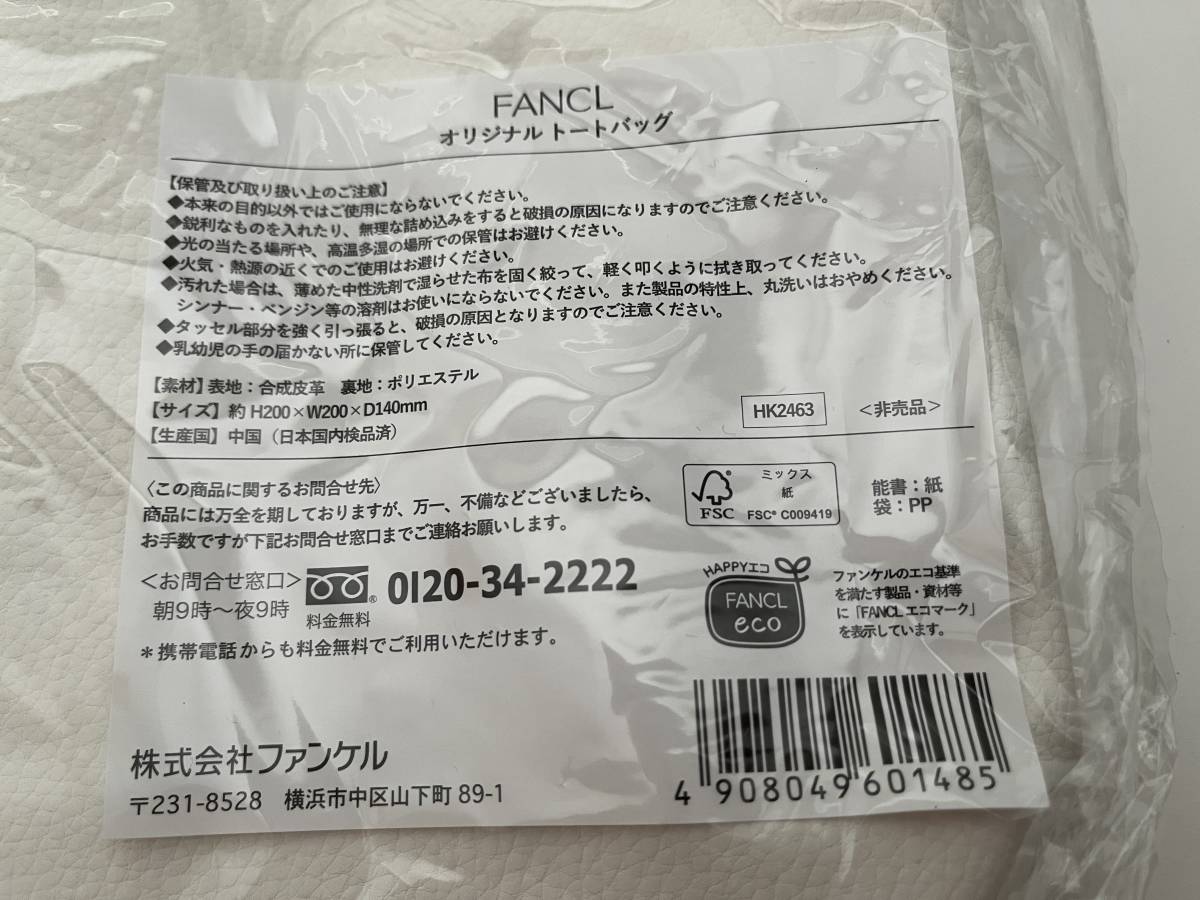 FANCL
オリジナル トートバッグ
【保管及び取り扱い上のご注意】
◆本来の目的以外ではご使用にならないでください。
◆鋭利なものを入れたり、無理な詰め込みをすると破損の原因になりますのでご注意ください。
◆光の当たる場所や、高温多湿の場所での保管はお避けください。
◆火気・熱源の近くでのご使用はお避けください。
◆汚れた場合は、薄めた中性洗剤で湿らせた布を固く絞って、軽く叩くように拭き取ってください。
シンナー・ベンジン等の溶剤はお使いにならないでください。また製品の特性上、丸洗いはおやめください。
◆タッセル部分を強く引っ張ると、破損の原因となりますのでご注意ください。
◆乳幼児の手の届かない所に保管してください。
【素材】表地：合成皮革 裏地：ポリエステル
【サイズ】約 H200×W200×D140mm
【生産国】中国（日本国内検品済）
HK2463 ＜非売品＞
〈この商品に関するお問合せ先〉
商品には万全を期しておりますが、万一、不備などございましたら、
お手数ですが下記お問合せ窓口までご連絡お願いします。
＜お問合せ窓口＞
朝9時～夜9時
料金無料
0120-34-2222
＊携帯電話からも料金無料でご利用いただけます。
FSC
ミックス
紙
FSC® C009419
能書：紙
袋：PP
HAPPYエコ
FANCL
eco
ファンケルのエコ基準
を満たす製品・資材等
に「FANCL エコマーク」
を表示しています。
株式会社ファンケル
〒231-8528 横浜市中区山下町 89-1
4 908049 601485